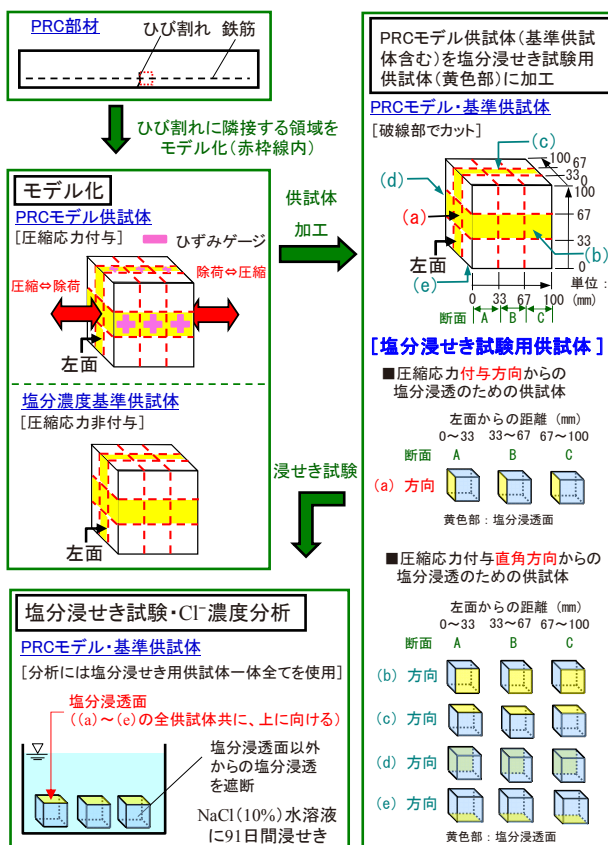 PRC部材
ひび割れ 鉄筋
ひび割れに隣接する領域を
モデル化（赤枠線内）
モデル化
PRCモデル供試体
[圧縮応力付与] ひずみゲージ
圧縮⇔除荷
除荷⇔圧縮
左面
塩分濃度基準供試体
[圧縮応力非付与]
左面
供試体
加工
浸せき試験
塩分浸せき試験・Cl⁻濃度分析
PRCモデル・基準供試体
[分析には塩分浸せき用供試体一体全てを使用]
塩分浸透面
((a)～(e)の全供試体共に、上に向ける)
塩分浸透面以外
からの塩分浸透
を遮断
NaCl(10%)水溶液
に91日間浸せき
PRCモデル供試体（基準供試
体含む）を塩分浸せき試験用
供試体（黄色部）に加工
PRCモデル・基準供試体
[破線部でカット]
(c)
(d)
(a)
(b)
(e)
左面
100
67
33
0
100
67
33
0
0 33 67 100
単位：
(mm)
断面 A B C
[塩分浸せき試験用供試体]
■圧縮応力付与方向からの
塩分浸透のための供試体
左面からの距離 (mm)
0～33 33～67 67～100
断面 A B C
(a) 方向
黄色部：塩分浸透面
■圧縮応力付与直角方向からの
塩分浸透のための供試体
左面からの距離 (mm)
0～33 33～67 67～100
断面 A B C
(b) 方向
(c) 方向
(d) 方向
(e) 方向
黄色部：塩分浸透面